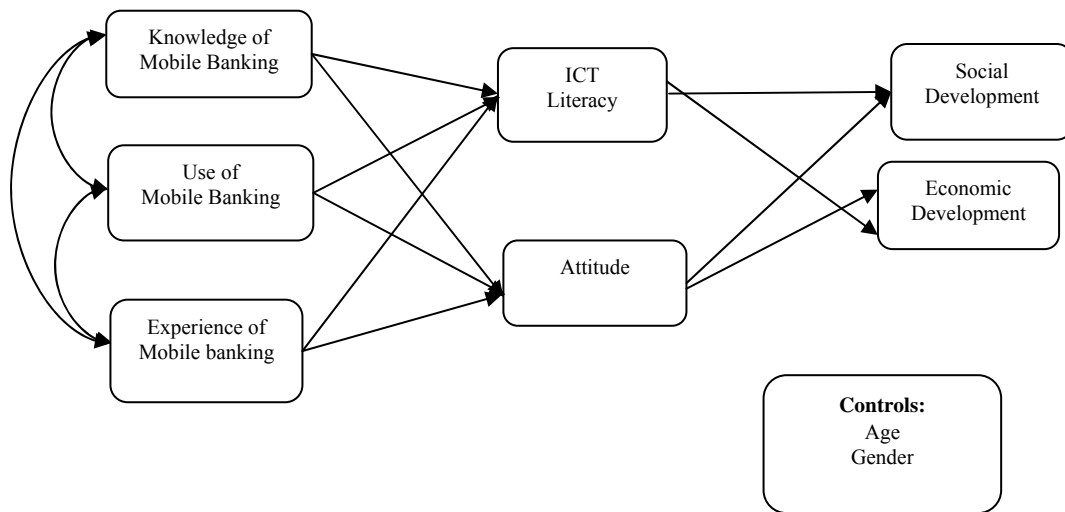 Knowledge of
Mobile Banking
Use of
Mobile Banking
Experience of
Mobile banking
ICT
Literacy
Attitude
Social
Development
Economic
Development
Controls:
Age
Gender